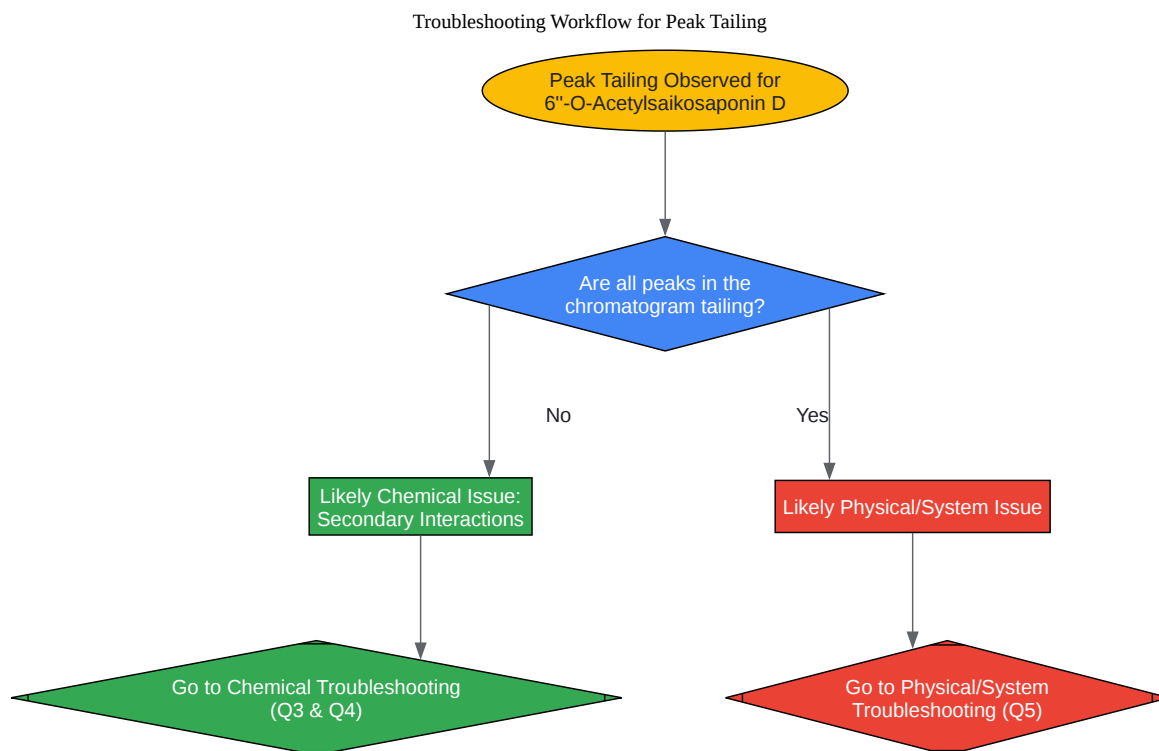 Troubleshooting Workflow for Peak Tailing
Peak Tailing Observed for
6''-O-Acetylsaikosaponin D
Are all peaks in the
chromatogram tailing?
No
Yes
Likely Chemical Issue:
Secondary Interactions
Likely Physical/System Issue
Go to Chemical Troubleshooting
(Q3 & Q4)
Go to Physical/System
Troubleshooting (Q5)